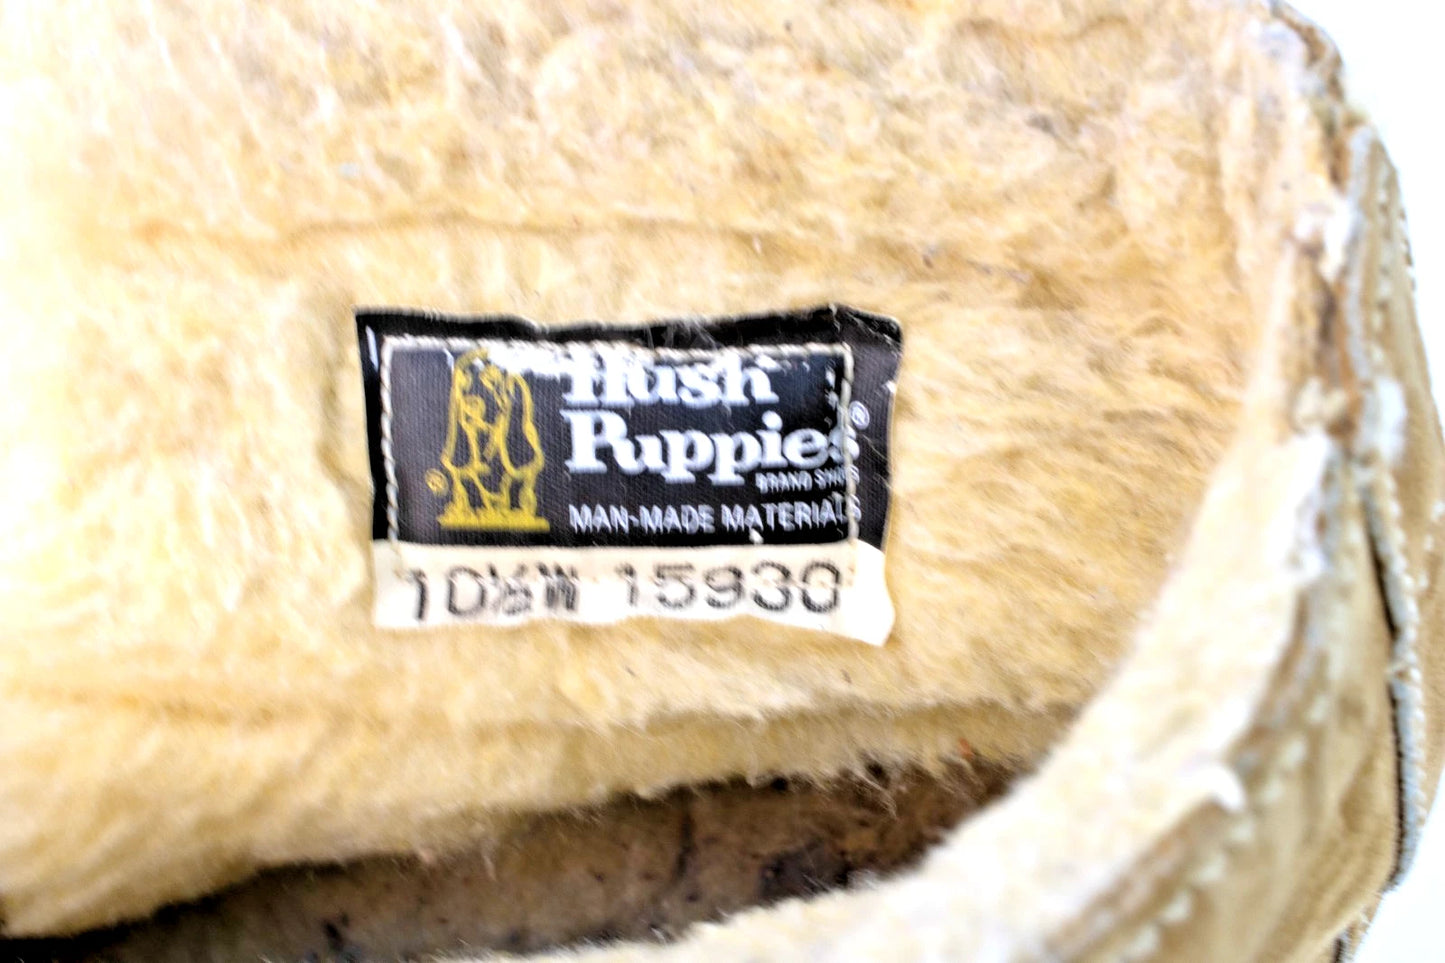 Hush
Puppies®
BRAND SHOES
MAN-MADE MATERIALS
®
10½W 15930